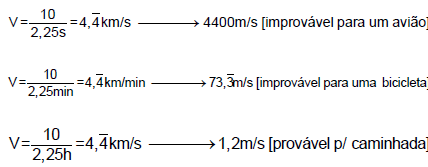 V = 10/2,25s = 4,4̅km/s ⟶ 4400m/s [improvável para um avião]
V = 10/2,25min = 4,4̅km/min ⟶ 73,3̅m/s [improvável para uma bicicleta]
V = 10/2,25h = 4,4̅km/s ⟶ 1,2m/s [provável p/ caminhada]